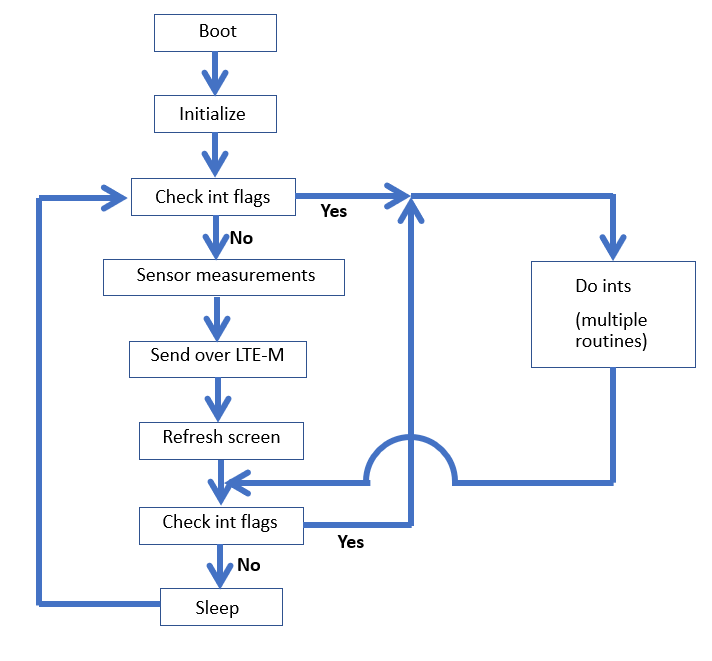 Boot
Initialize
Check int flags
Yes
No
Sensor measurements
Do ints
(multiple
routines)
Send over LTE-M
Refresh screen
Check int flags
Yes
No
Sleep